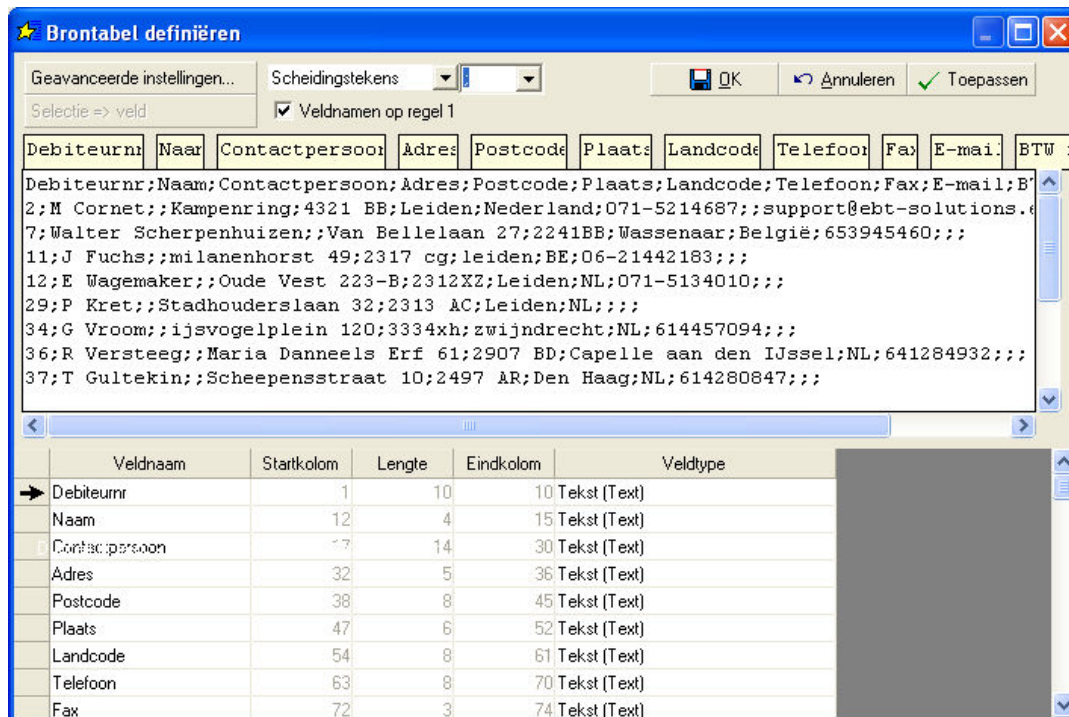 Brontabel definiëren
Geavanceerde instellingen... Scheidingstekens ; OK Annuleren Toepassen
Selectie => veld Veldnamen op regel 1
Debiteurnr Naam Contactpersoon Adres Postcode Plaats Landcode Telefoon Fax E-mail BTW
Debiteurnr;Naam;Contactpersoon;Adres;Postcode;Plaats;Landcode;Telefoon;Fax;E-mail;BT
2;M Cornet;;Kampenring;4321 BB;Leiden;Nederland;071-5214687;;support@ebt-solutions.
7;Walter Scherpenhuizen;;Van Bellelaan 27;2241BB;Wassenaar;België;653945460;;;
11;J Fuchs;;milanenhorst 49;2317 cg;leiden;BE;06-21442183;;;
12;E Wagemaker;;Oude Vest 223-B;2312XZ;Leiden;NL;071-5134010;;;
29;P Kret;;Stadhouderslaan 32;2313 AC;Leiden;NL;;;;
34;G Vroom;;ijsvogelplein 120;3334xh;zwijndrecht;NL;614457094;;;
36;R Versteeg;;Maria Danneels Erf 61;2907 BD;Capelle aan den IJssel;NL;641284932;;;
37;T Gultekin;;Scheepensstraat 10;2497 AR;Den Haag;NL;614280847;;;
Veldnaam Startkolom Lengte Eindkolom Veldtype
Debiteurnr 1 10 10 Tekst (Text)
Naam 12 4 15 Tekst (Text)
Contactpersoon 17 14 30 Tekst (Text)
Adres 32 5 36 Tekst (Text)
Postcode 38 8 45 Tekst (Text)
Plaats 47 6 52 Tekst (Text)
Landcode 54 8 61 Tekst (Text)
Telefoon 63 8 70 Tekst (Text)
Fax 72 3 74 Tekst (Text)